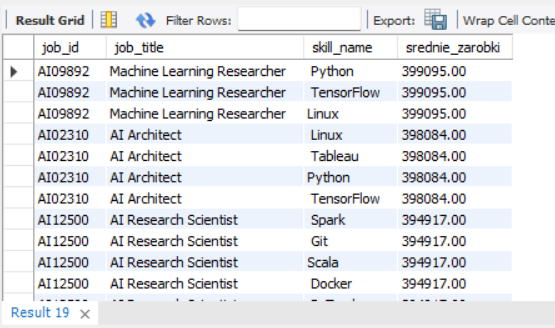 Result Grid Filter Rows: Export: Wrap Cell Conte
job_id job_title skill_name srednie_zarobki
AI09892 Machine Learning Researcher Python 399095.00
AI09892 Machine Learning Researcher TensorFlow 399095.00
AI09892 Machine Learning Researcher Linux 399095.00
AI02310 AI Architect Linux 398084.00
AI02310 AI Architect Tableau 398084.00
AI02310 AI Architect Python 398084.00
AI02310 AI Architect TensorFlow 398084.00
AI12500 AI Research Scientist Spark 394917.00
AI12500 AI Research Scientist Git 394917.00
AI12500 AI Research Scientist Scala 394917.00
AI12500 AI Research Scientist Docker 394917.00
Result 19